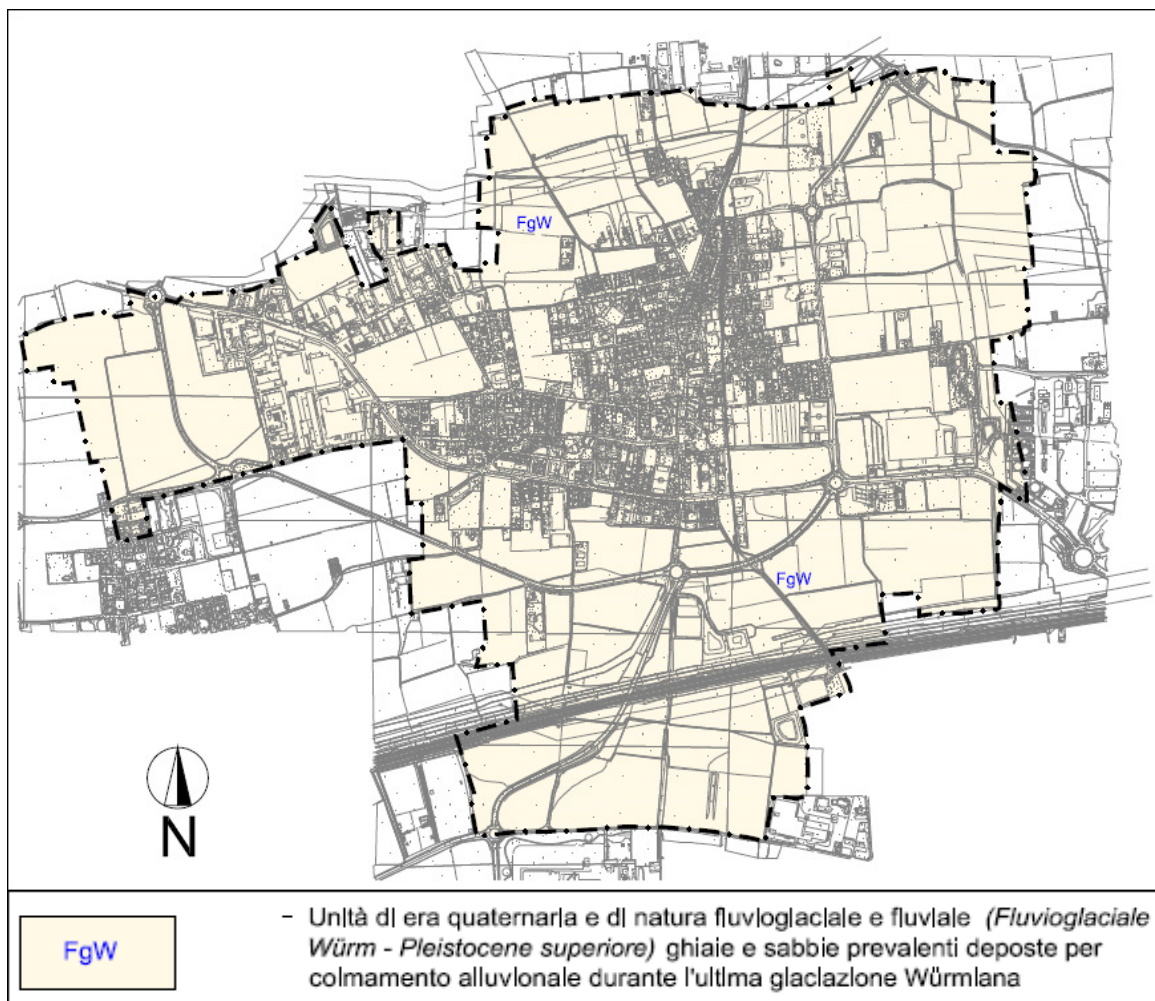 FgW
FgW
N
FgW
- Unità di era quaternaria e di natura fluvioglaciale e fluviale (Fluvioglaciale
Würm - Pleistocene superiore) ghiaie e sabbie prevalenti deposte per
colmamento alluvionale durante l'ultima glaciazione Würmiana